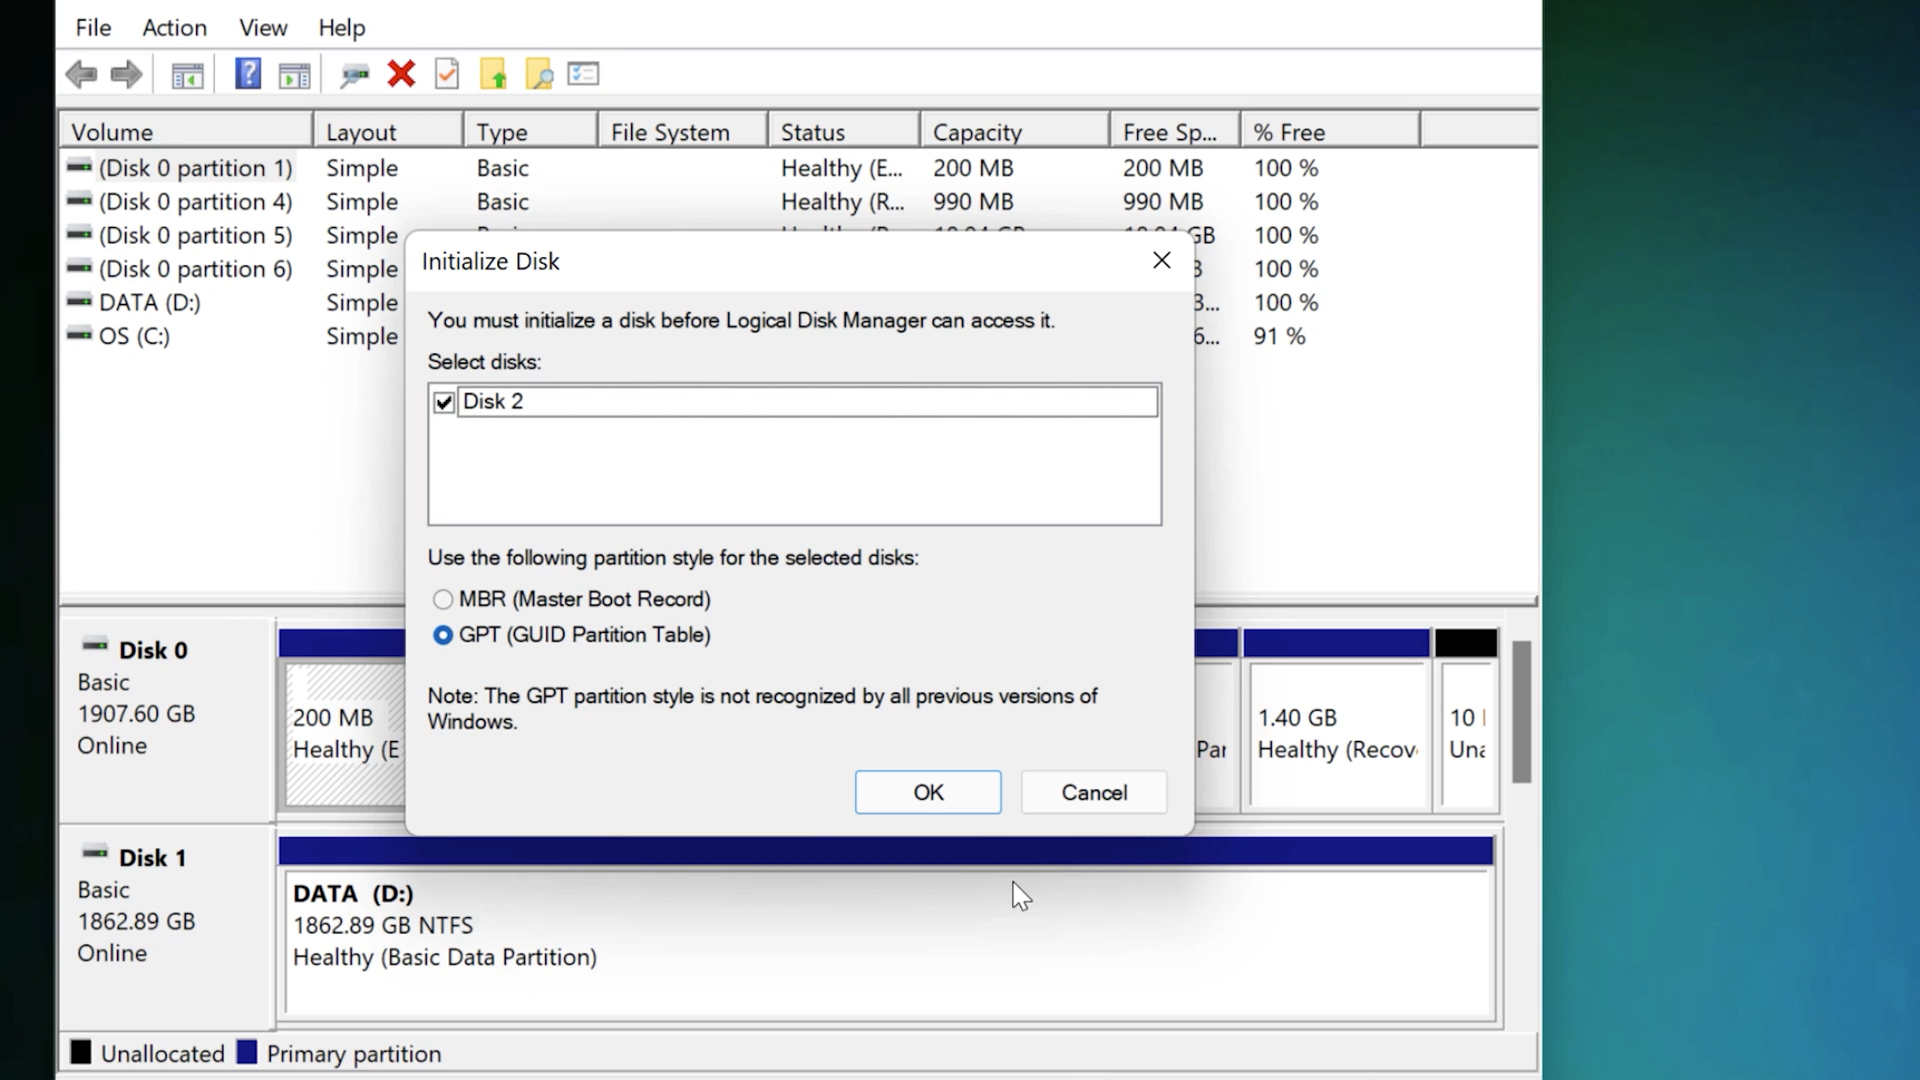 File Action View Help
Volume Layout Type File System Status Capacity Free Sp... % Free
(Disk 0 partition 1) Simple Basic Healthy (E... 200 MB 200 MB 100 %
(Disk 0 partition 4) Simple Basic Healthy (R... 990 MB 990 MB 100 %
(Disk 0 partition 5) Simple GB 100 %
(Disk 0 partition 6) Simple 100 %
DATA (D:) Simple 100 %
OS (C:) Simple 91 %
Initialize Disk
You must initialize a disk before Logical Disk Manager can access it.
Select disks:
Disk 2
Use the following partition style for the selected disks:
MBR (Master Boot Record)
GPT (GUID Partition Table)
Note: The GPT partition style is not recognized by all previous versions of
Windows.
OK Cancel
Disk 0
Basic
1907.60 GB
Online
200 MB
Healthy (E
Par
1.40 GB
Healthy (Recov
10
Una
Disk 1
Basic
1862.89 GB
Online
DATA (D:)
1862.89 GB NTFS
Healthy (Basic Data Partition)
Unallocated Primary partition